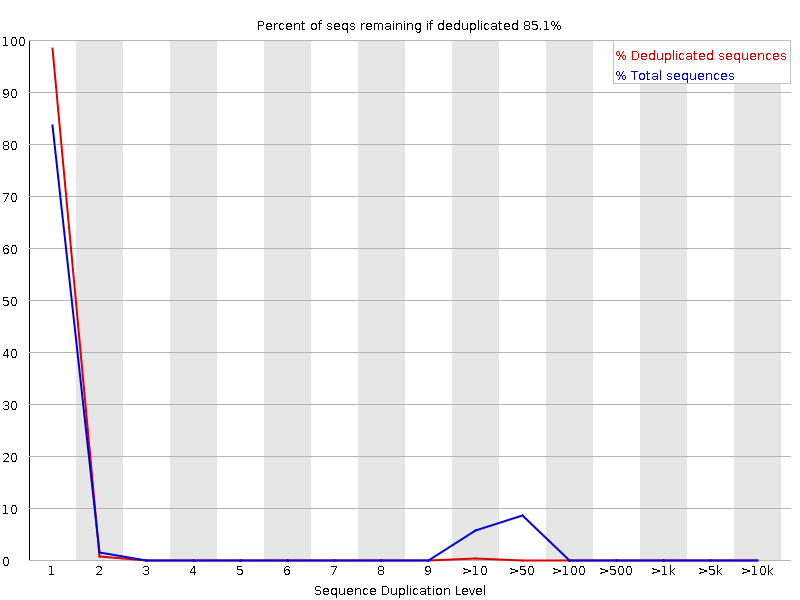 Percent of seqs remaining if deduplicated 85.1%
% Deduplicated sequences
% Total sequences
100
90
80
70
60
50
40
30
20
10
0
1 2 3 4 5 6 7 8 9 >10 >50 >100 >500 >1k >5k >10k
Sequence Duplication Level